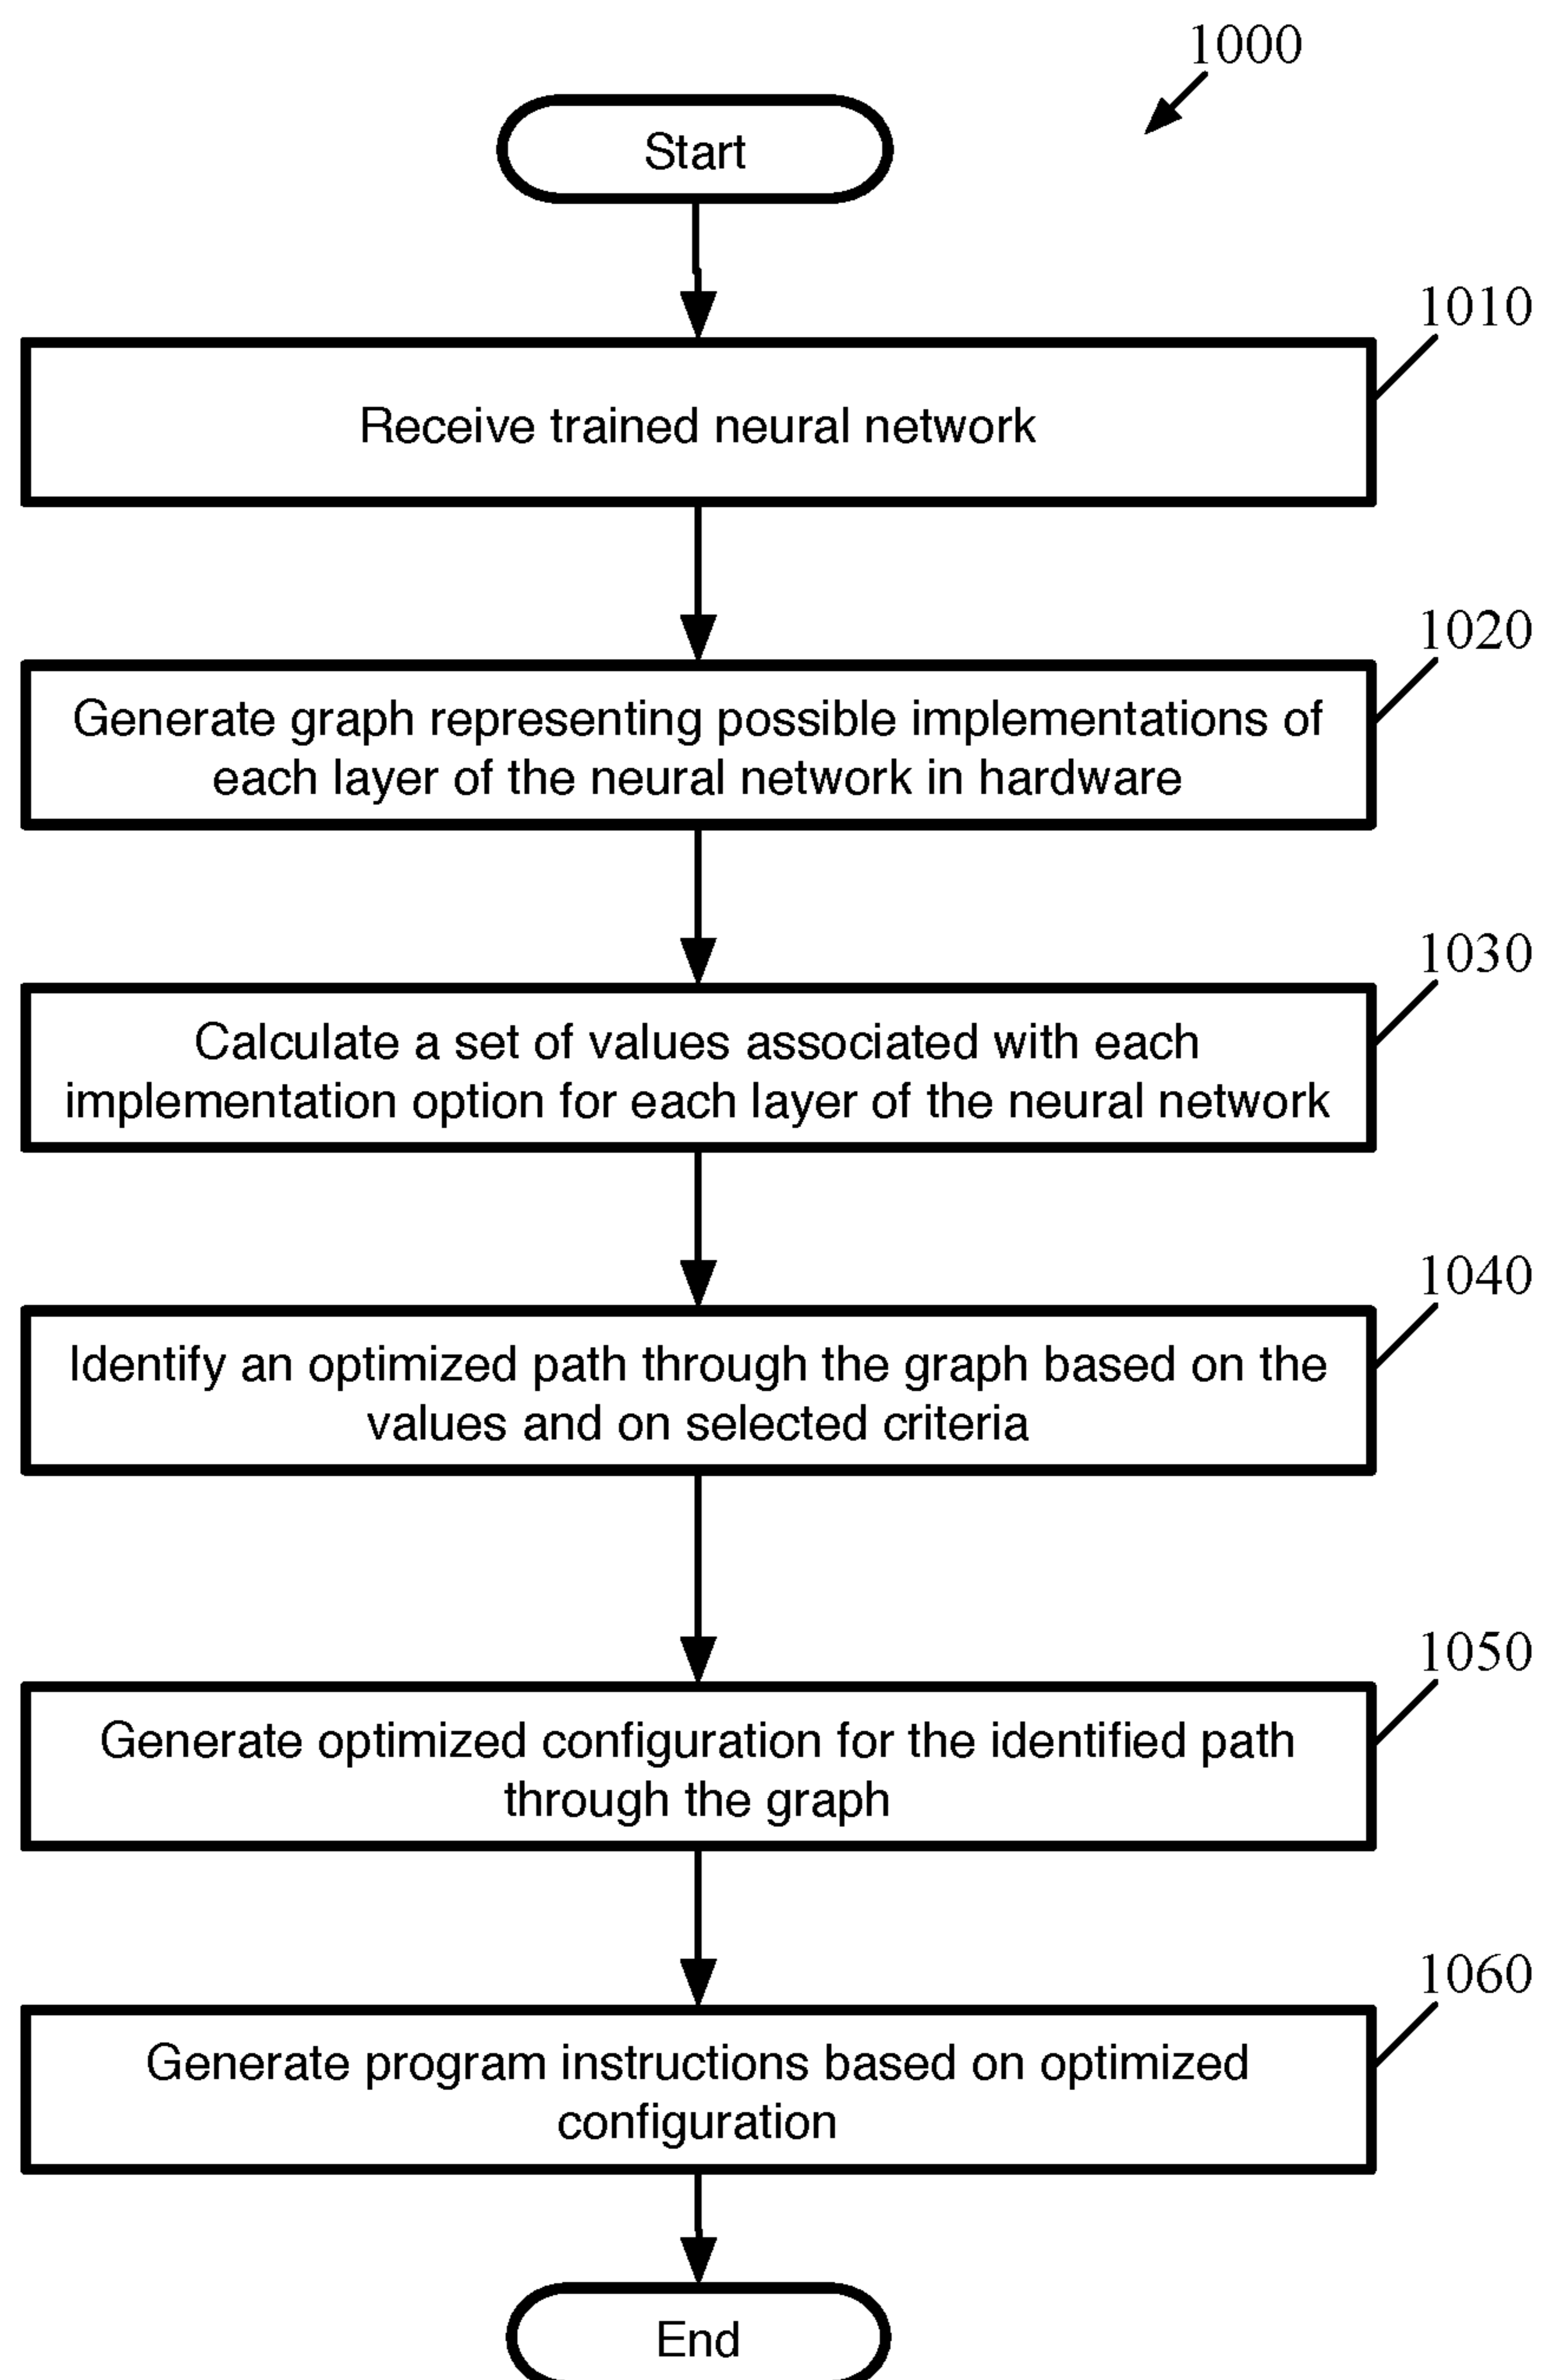 1000
Start
1010
Receive trained neural network
1020
Generate graph representing possible implementations of
each layer of the neural network in hardware
1030
Calculate a set of values associated with each
implementation option for each layer of the neural network
1040
Identify an optimized path through the graph based on the
values and on selected criteria
1050
Generate optimized configuration for the identified path
through the graph
1060
Generate program instructions based on optimized
configuration
End